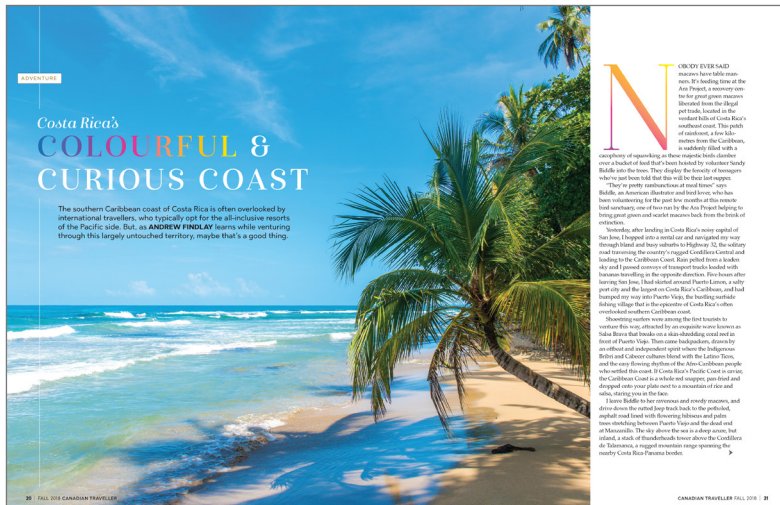 ADVENTURE
Costa Rica's
COLOURFUL &
CURIOUS COAST
The southern Caribbean coast of Costa Rica is often overlooked by
international travellers, who typically opt for the all-inclusive resorts
of the Pacific side. But, as ANDREW FINDLAY learns while venturing
through this largely untouched territory, maybe that's a good thing.
20 | FALL 2018 CANADIAN TRAVELLER
NOBODY EVER SAID
macaws have table man-
ners. It's feeding time at the
Ara Project, a recovery cen-
tre for great green macaws
liberated from the illegal
pet trade, located in the
verdant hills of Costa Rica's
southeast coast. This patch
of rainforest, a few kilo-
metres from the Caribbean,
is suddenly filled with a
cacophony of squawking as these majestic birds clamber
over a bucket of feed that's been hoisted by volunteer Sandy
Biddle into the trees. They display the ferocity of teenagers
who've just been told that this will be their last supper.
"They're pretty rambunctious at meal times" says
Biddle, an American illustrator and bird lover, who has
been volunteering for the past few months at this remote
bird sanctuary, one of two run by the Ara Project helping to
bring great green and scarlet macaws back from the brink of
extinction.
Yesterday, after landing in Costa Rica's noisy capital of
San Jose, I hopped into a rental car and navigated my way
through bland and busy suburbs to Highway 32, the solitary
road traversing the country's rugged Cordillera Central and
leading to the Caribbean Coast. Rain pelted from a leaden
sky and I passed convoys of transport trucks loaded with
bananas travelling in the opposite direction. Five hours after
leaving San Jose, I had skirted around Puerto Limon, a salty
port city and the largest on Costa Rica's Caribbean, and had
bumped my way into Puerto Viejo, the bustling surfside
fishing village that is the epicentre of Costa Rica's often
overlooked southern Caribbean coast.
Shoestring surfers were among the first tourists to
venture this way, attracted by an exquisite wave known as
Salsa Brava that breaks on a skin-shredding coral reef in
front of Puerto Viejo. Then came backpackers, drawn by
an offbeat and independent spirit where the Indigenous
Bribri and Cabecer cultures blend with the Latino Ticos,
and the easy flowing rhythm of the Afro-Caribbean people
who settled this coast. If Costa Rica's Pacific Coast is caviar,
the Caribbean Coast is a whole red snapper, pan-fried and
dropped onto your plate next to a mountain of rice and
salsa, staring you in the face.
I leave Biddle to her ravenous and rowdy macaws, and
drive down the rutted Jeep track back to the potholed,
asphalt road lined with flowering hibiscus and palm
trees stretching between Puerto Viejo and the dead end
at Manzanillo. The sky above the sea is a deep azure, but
inland, a stack of thunderheads tower above the Cordillera
de Talamanca, a rugged mountain range spanning the
nearby Costa Rica-Panama border.
CANADIAN TRAVELLER FALL 2018 | 21